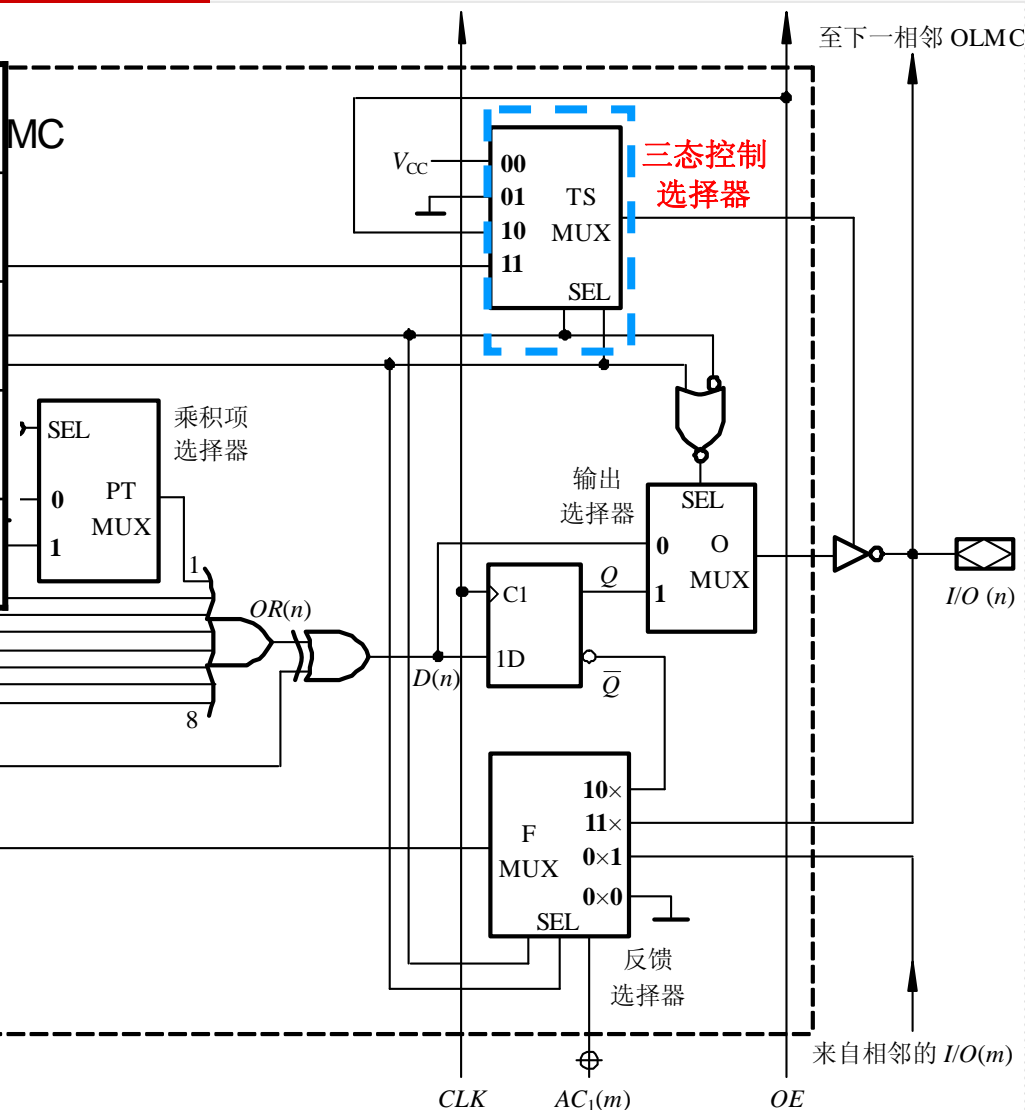 至下一相邻 OLMC
MC
三态控制
选择器
V_CC
00
01
10
11
TS
MUX
SEL
乘积项
选择器
SEL
PT
MUX
0
1
输出
选择器
SEL
0
1
O
MUX
I/O (n)
1
8
OR(n)
D(n)
C1
1D
Q
Q̅
F
MUX
10×
11×
0×1
0×0
SEL
反馈
选择器
来自相邻的 I/O(m)
CLK
AC₁(m)
OE